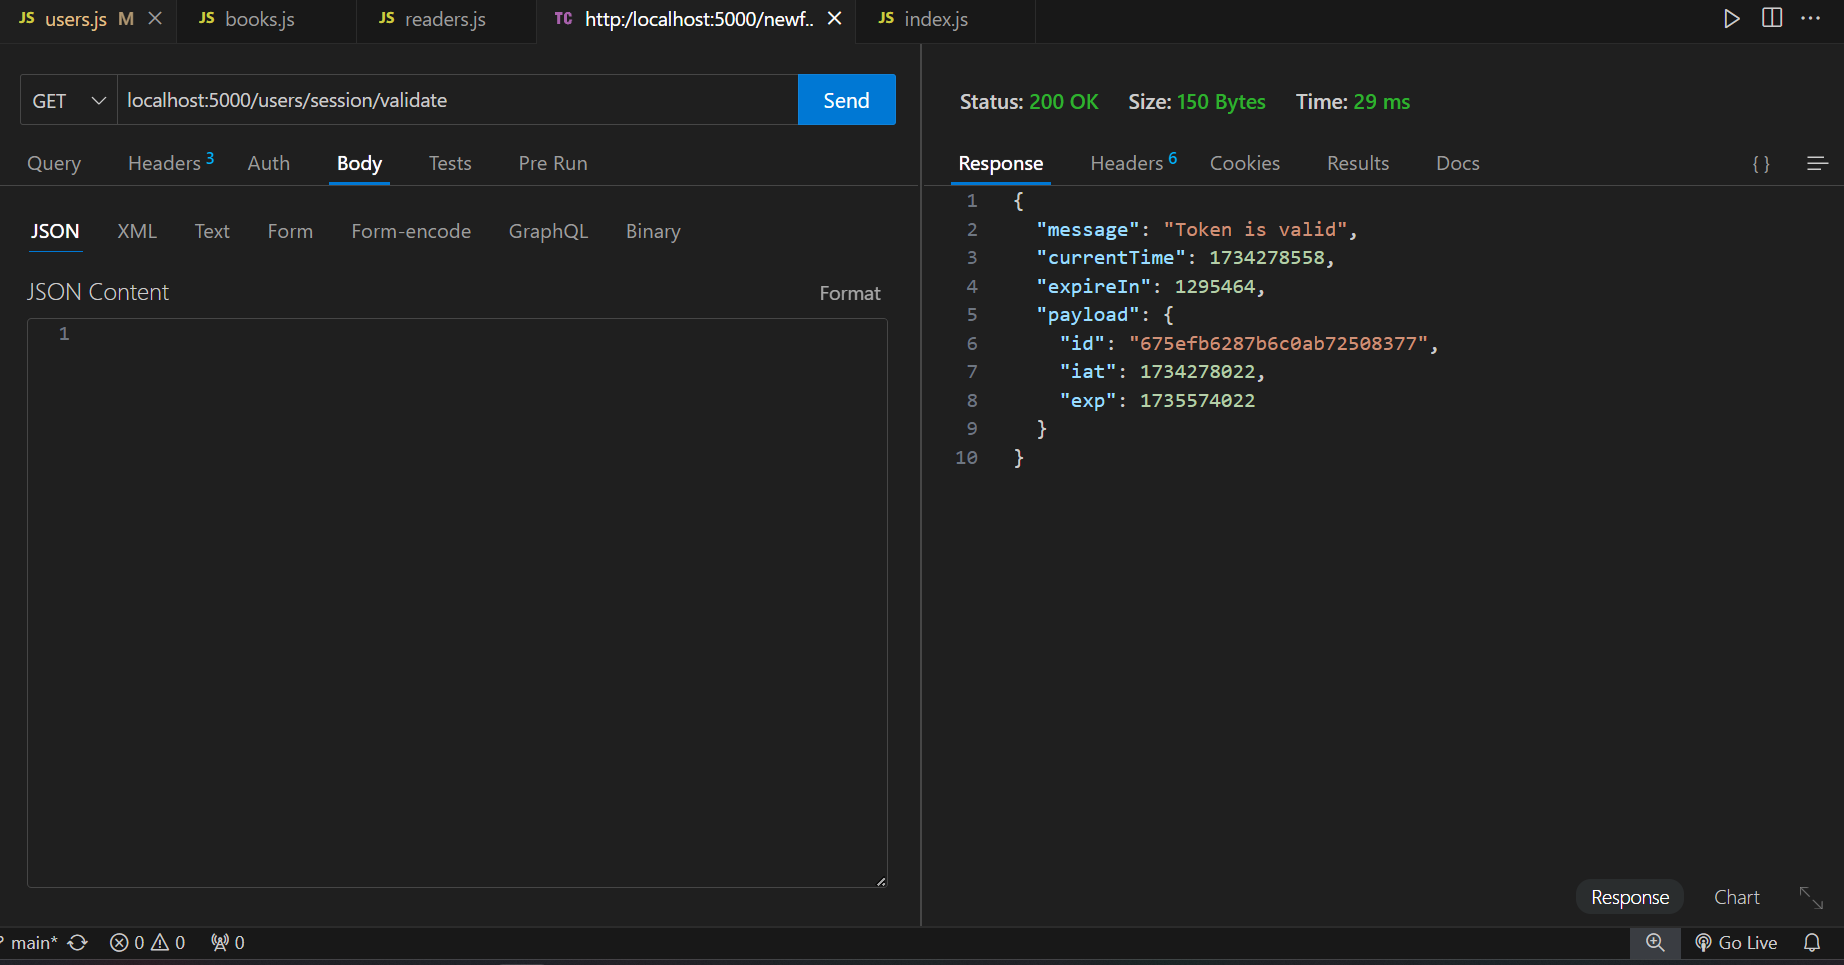 JS users.js M
JS books.js
JS readers.js
TC http:/localhost:5000/newf..
JS index.js
GET localhost:5000/users/session/validate Send
Query Headers 3 Auth Body Tests Pre Run
JSON XML Text Form Form-encode GraphQL Binary
JSON Content Format
1
Status: 200 OK Size: 150 Bytes Time: 29 ms
Response Headers 6 Cookies Results Docs { }
1 {
2 "message": "Token is valid",
3 "currentTime": 1734278558,
4 "expireIn": 1295464,
5 "payload": {
6 "id": "675efb6287b6c0ab72508377",
7 "iat": 1734278022,
8 "exp": 1735574022
9 }
10 }
Response Chart
main* 0 0 0 Go Live